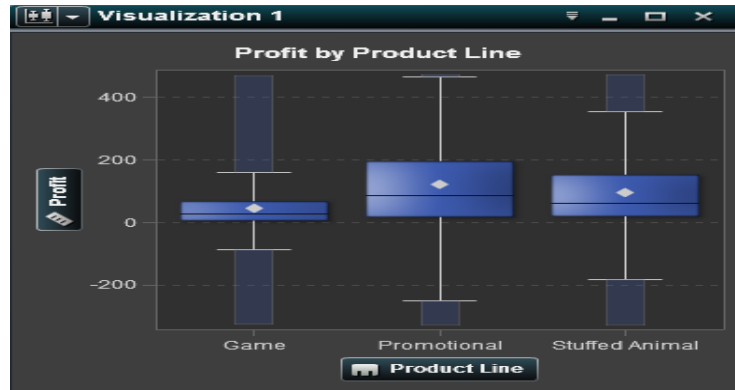 Visualization 1
Profit by Product Line
400
200
0
-200
Profit
Game Promotional Stuffed Animal
Product Line